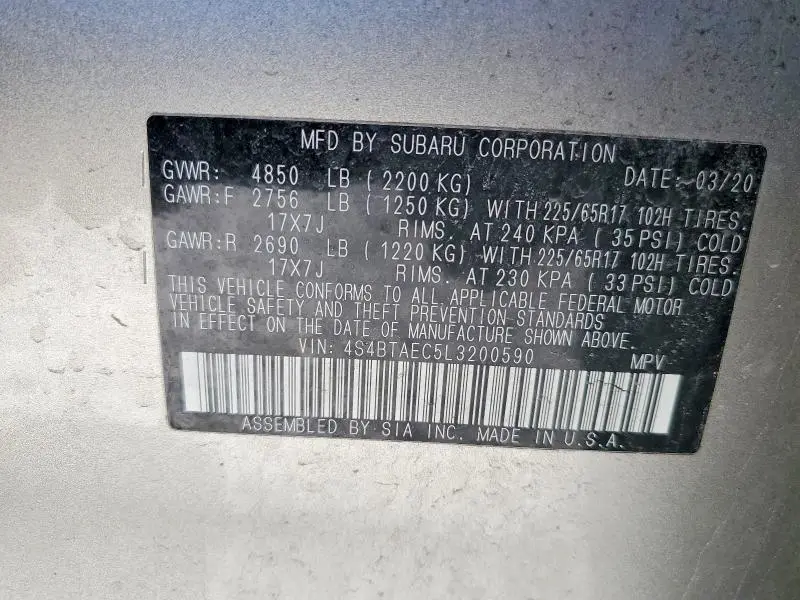 MFD BY SUBARU CORPORATION
GVWR: 4850 LB ( 2200 KG) DATE: 03/20
GAWR:F 2756 LB ( 1250 KG) WITH 225/65R17 102H TIRES.
17X7J RIMS. AT 240 KPA ( 35 PSI) COLD
GAWR:R 2690 LB ( 1220 KG) WITH 225/65R17 102H TIRES.
17X7J RIMS. AT 230 KPA ( 33 PSI) COLD
THIS VEHICLE CONFORMS TO ALL APPLICABLE FEDERAL MOTOR
VEHICLE SAFETY AND THEFT PREVENTION STANDARDS
IN EFFECT ON THE DATE OF MANUFACTURE SHOWN ABOVE.
VIN: 4S4BTAEC5L3200590 MPV
ASSEMBLED BY SIA INC. MADE IN U.S.A.